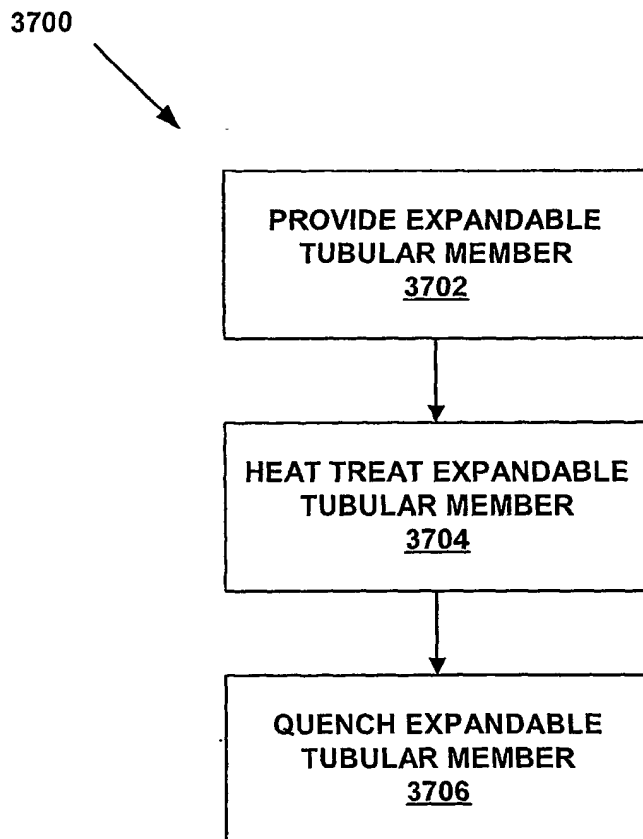 3700
PROVIDE EXPANDABLE
TUBULAR MEMBER
3702
HEAT TREAT EXPANDABLE
TUBULAR MEMBER
3704
QUENCH EXPANDABLE
TUBULAR MEMBER
3706